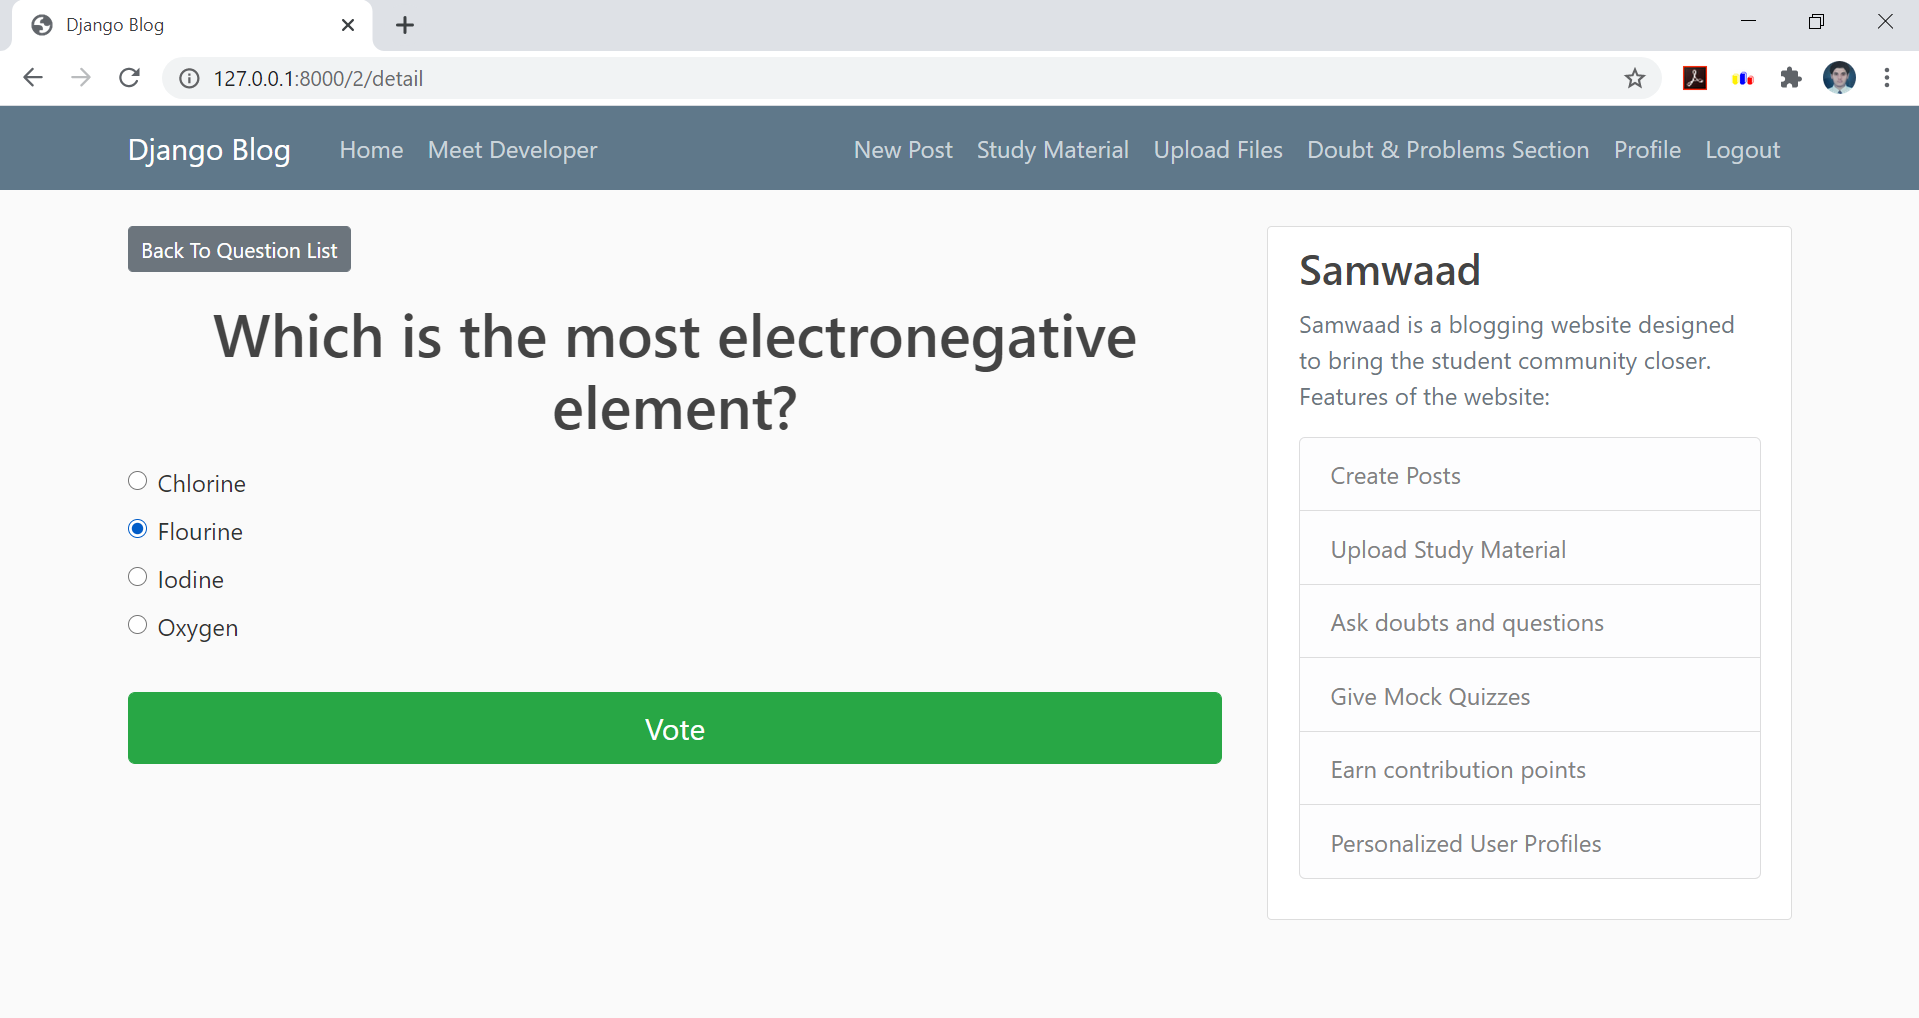 Django Blog
127.0.0.1:8000/2/detail
Django Blog Home Meet Developer New Post Study Material Upload Files Doubt & Problems Section Profile Logout
Back To Question List
Which is the most electronegative
element?
Chlorine
Flourine
Iodine
Oxygen
Vote
Samwaad
Samwaad is a blogging website designed
to bring the student community closer.
Features of the website:
Create Posts
Upload Study Material
Ask doubts and questions
Give Mock Quizzes
Earn contribution points
Personalized User Profiles